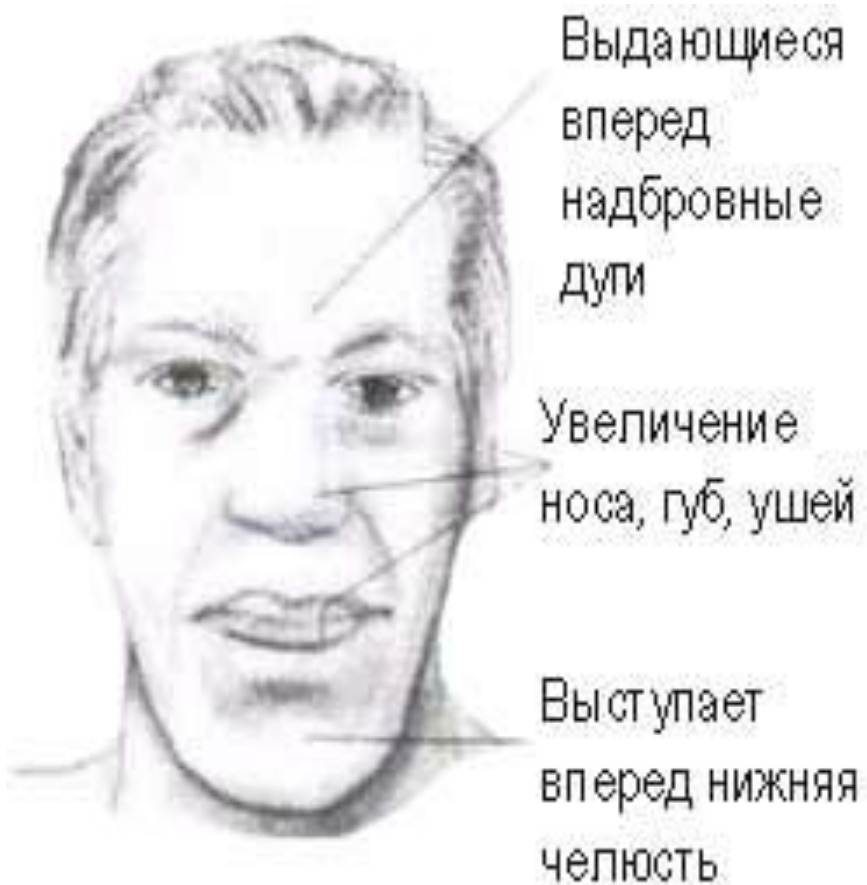 Выдающиеся
вперед
надбровные
дуги
Увеличение
носа, губ, ушей
Выступает
вперед нижняя
челюсть